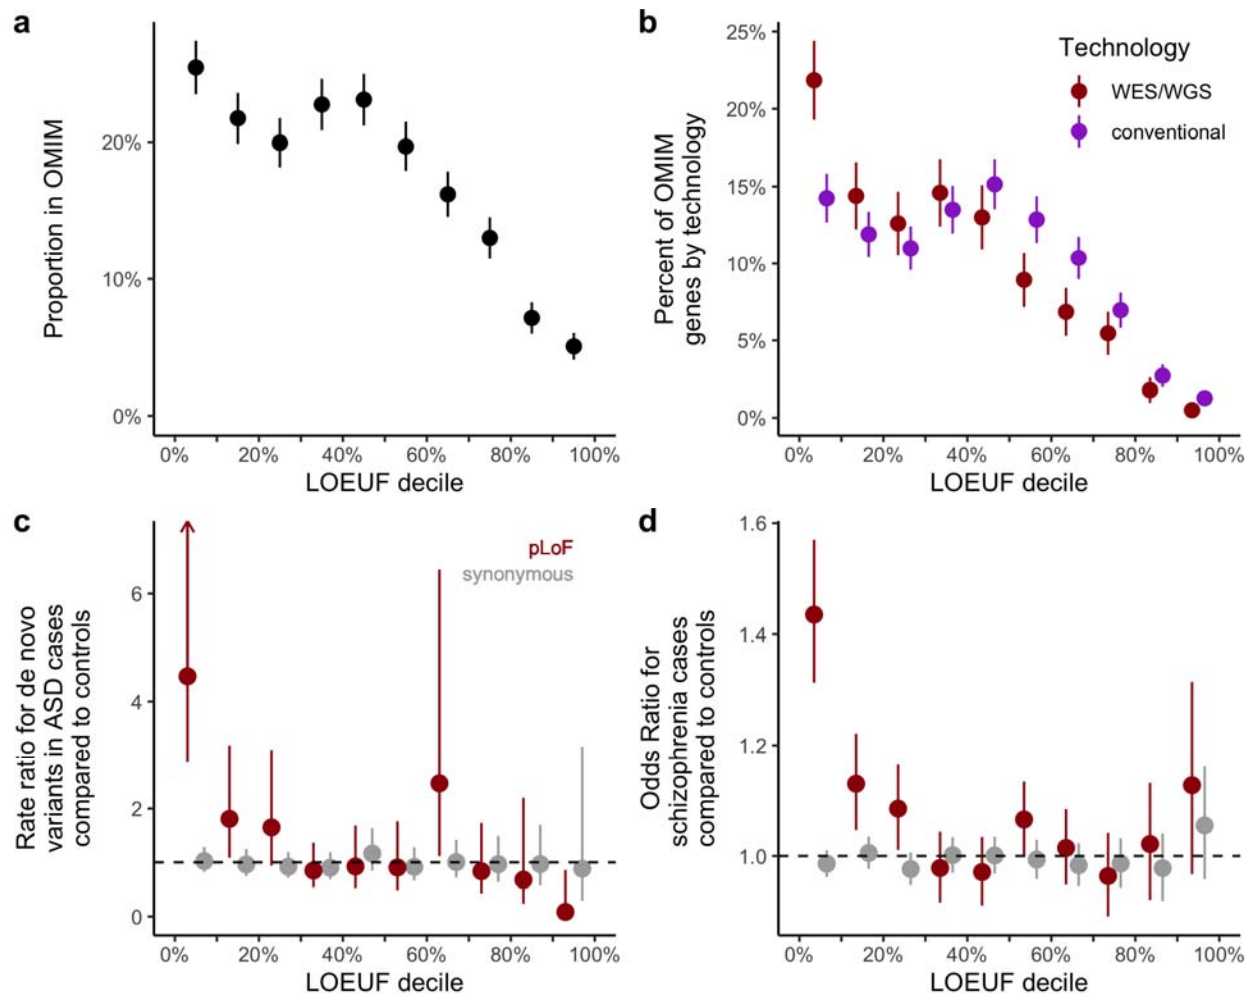 a
Proportion in OMIM
20%
10%
0%
0%
20%
40%
60%
80%
100%
LOEUF decile
b
Percent of OMIM
genes by technology
25%
20%
15%
10%
5%
0%
Technology
WES/WGS
conventional
0%
20%
40%
60%
80%
100%
LOEUF decile
c
Rate ratio for de novo
variants in ASD cases
compared to controls
6
4
2
0
pLoF
synonymous
0%
20%
40%
60%
80%
100%
LOEUF decile
d
Odds Ratio for
schizophrenia cases
compared to controls
1.6
1.4
1.2
1.0
0%
20%
40%
60%
80%
100%
LOEUF decile